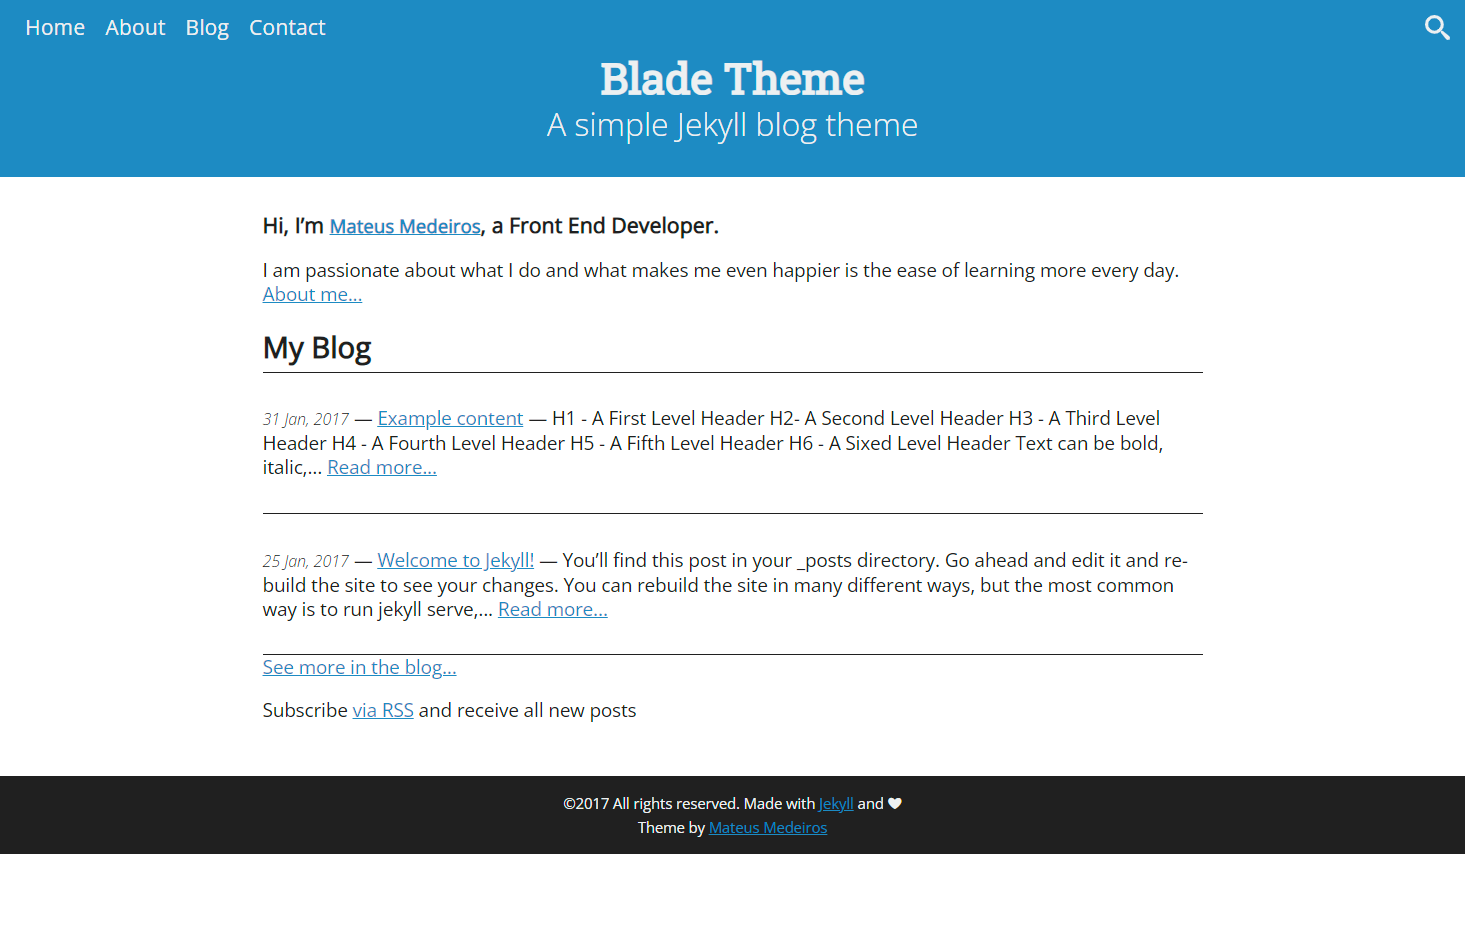 Home About Blog Contact
Blade Theme
A simple Jekyll blog theme
Hi, I’m Mateus Medeiros, a Front End Developer.
I am passionate about what I do and what makes me even happier is the ease of learning more every day.
About me...
My Blog
31 Jan, 2017 — Example content — H1 - A First Level Header H2- A Second Level Header H3 - A Third Level
Header H4 - A Fourth Level Header H5 - A Fifth Level Header H6 - A Sixed Level Header Text can be bold,
italic,... Read more...
25 Jan, 2017 — Welcome to Jekyll! — You’ll find this post in your _posts directory. Go ahead and edit it and re-
build the site to see your changes. You can rebuild the site in many different ways, but the most common
way is to run jekyll serve,... Read more...
See more in the blog...
Subscribe via RSS and receive all new posts
©2017 All rights reserved. Made with Jekyll and ♥
Theme by Mateus Medeiros